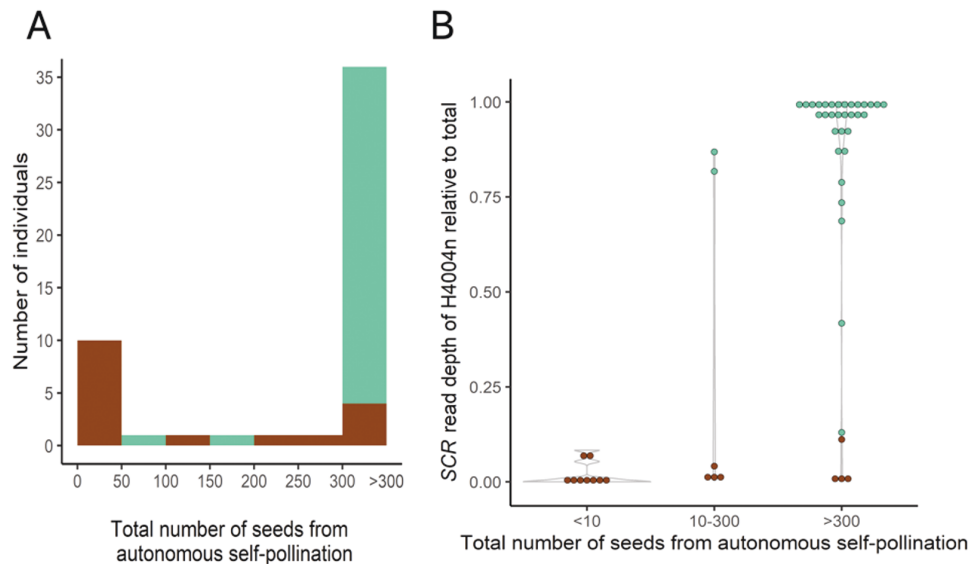 A
B
Number of individuals
35
30
25
20
15
10
5
0
0 50 100 150 200 250 300 >300
Total number of seeds from
autonomous self-pollination
SCR read depth of H4004n relative to total
1.00
0.75
0.50
0.25
0.00
<10 10-300 >300
Total number of seeds from autonomous self-pollination